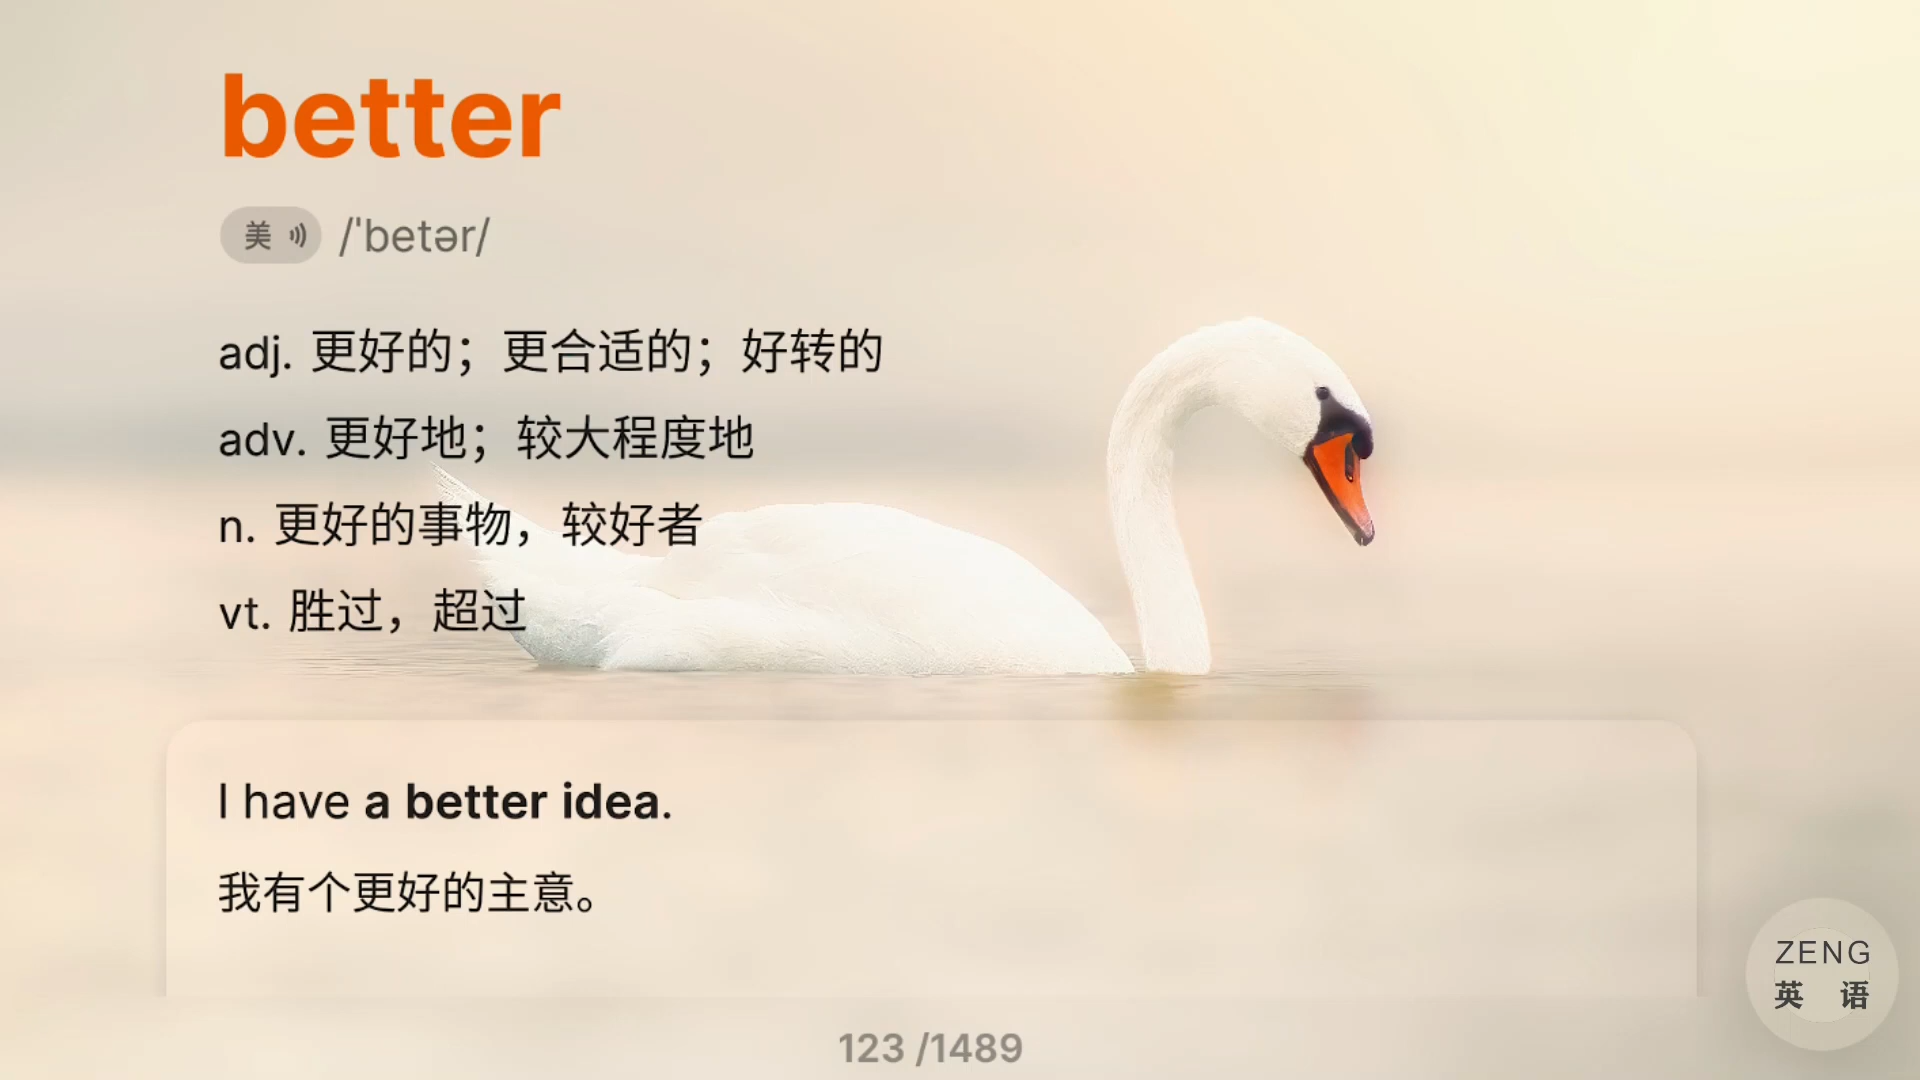 better
美 /ˈbetər/
adj. 更好的；更合适的；好转的
adv. 更好地；较大程度地
n. 更好的事物，较好者
vt. 胜过，超过
I have a better idea.
我有个更好的主意。
ZENG
英 语
123 /1489